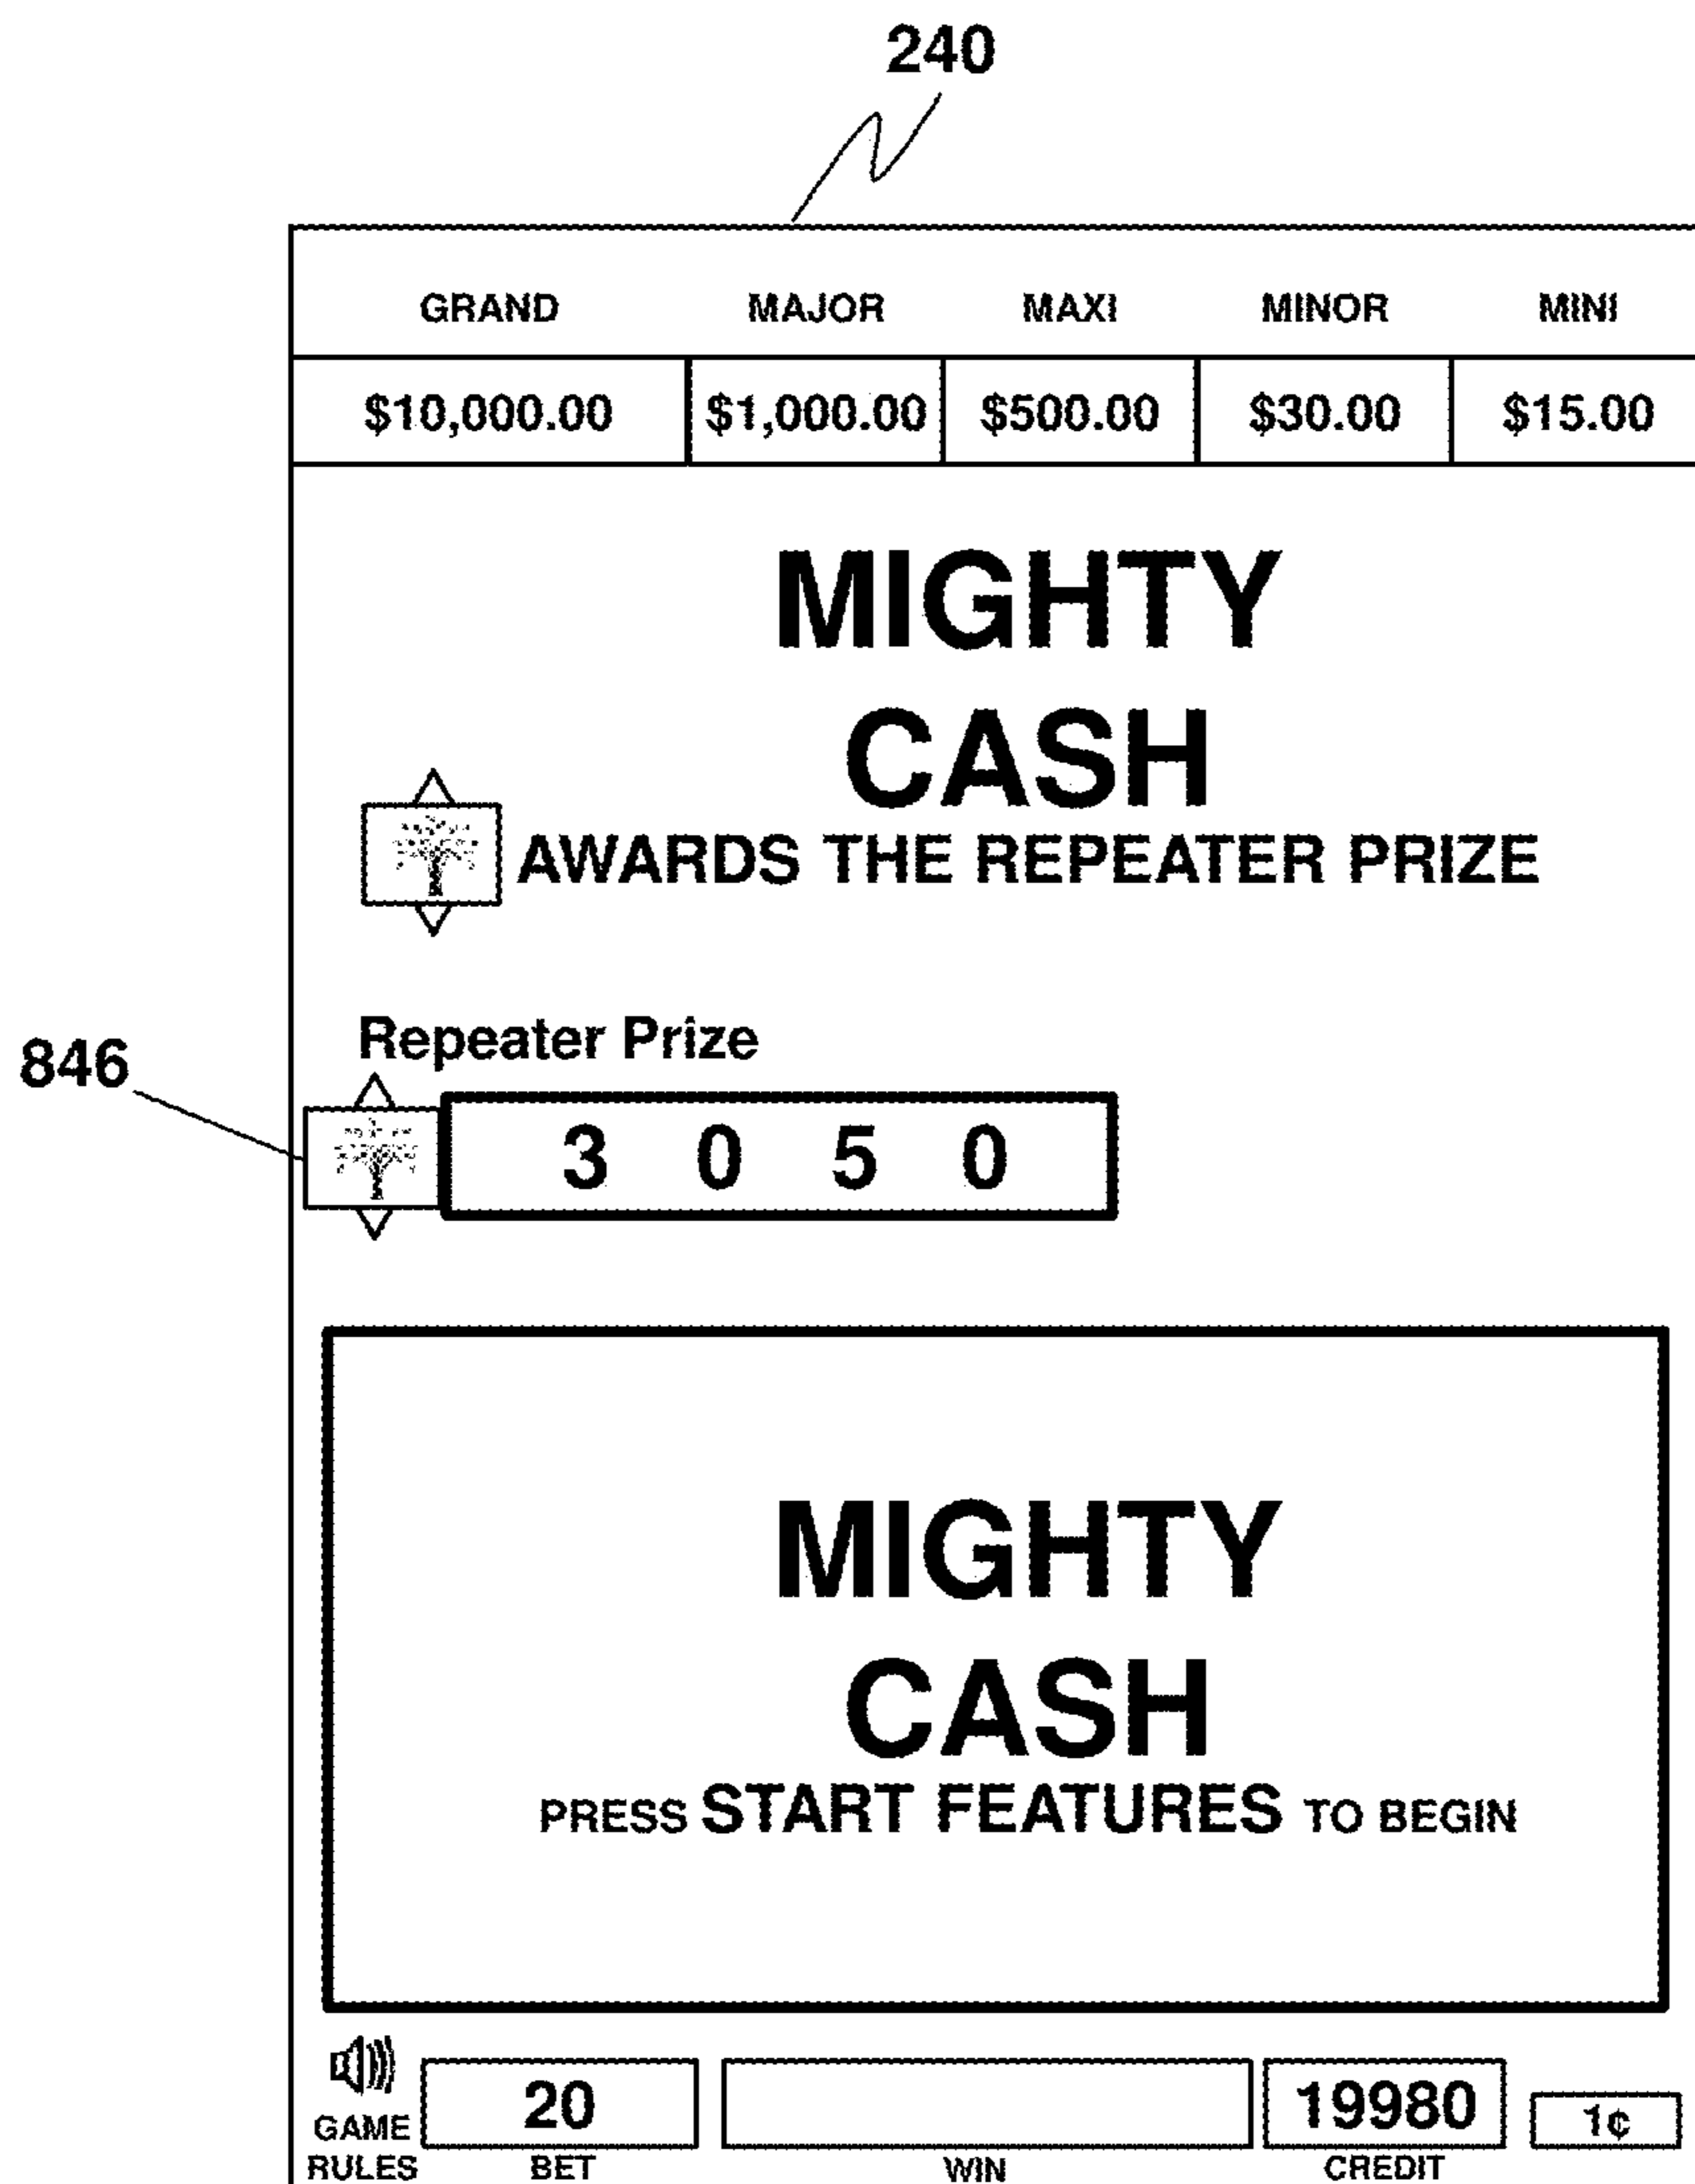 240
GRAND MAJOR MAXI MINOR MINI
$10,000.00 $1,000.00 $500.00 $30.00 $15.00
MIGHTY
CASH
AWARDS THE REPEATER PRIZE
Repeater Prize
846
3 0 5 0
MIGHTY
CASH
PRESS START FEATURES TO BEGIN
20 19980 1¢
GAME
RULES BET WIN CREDIT